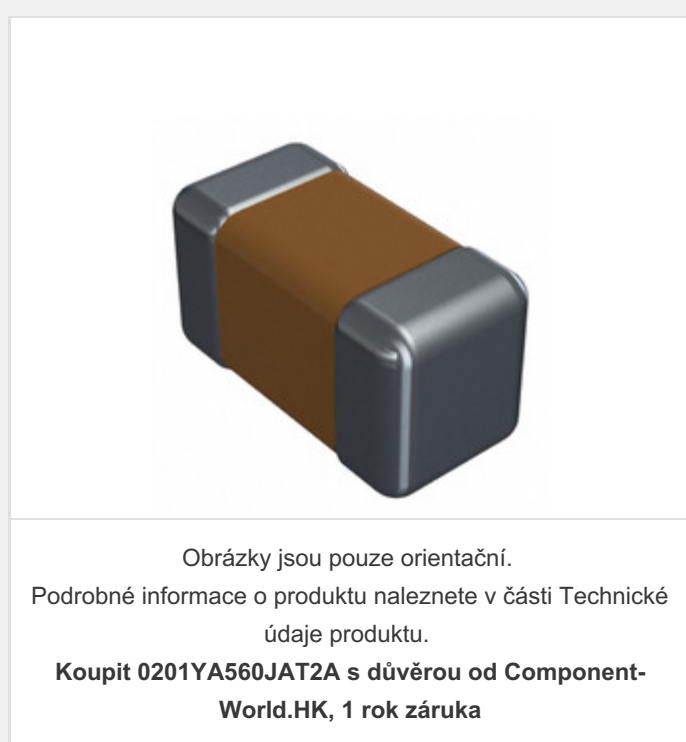 Obrázky jsou pouze orientační.
Podrobné informace o produktu naleznete v části Technické
údaje produktu.
Koupit 0201YA560JAT2A s důvěrou od Component-
World.HK, 1 rok záruka